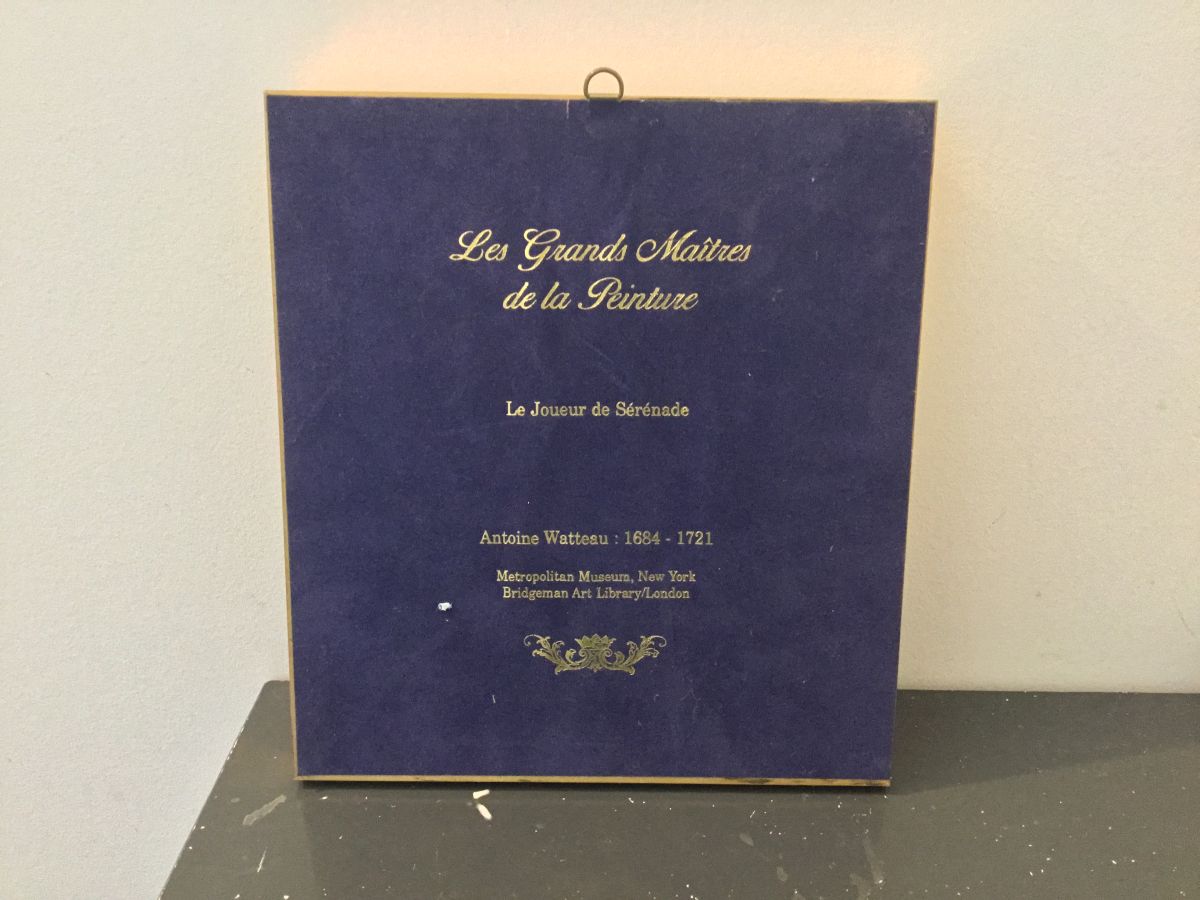 Les Grands Maîtres
de la Peinture
Le Joueur de Sérénade
Antoine Watteau : 1684 - 1721
Metropolitan Museum, New York
Bridgeman Art Library/London